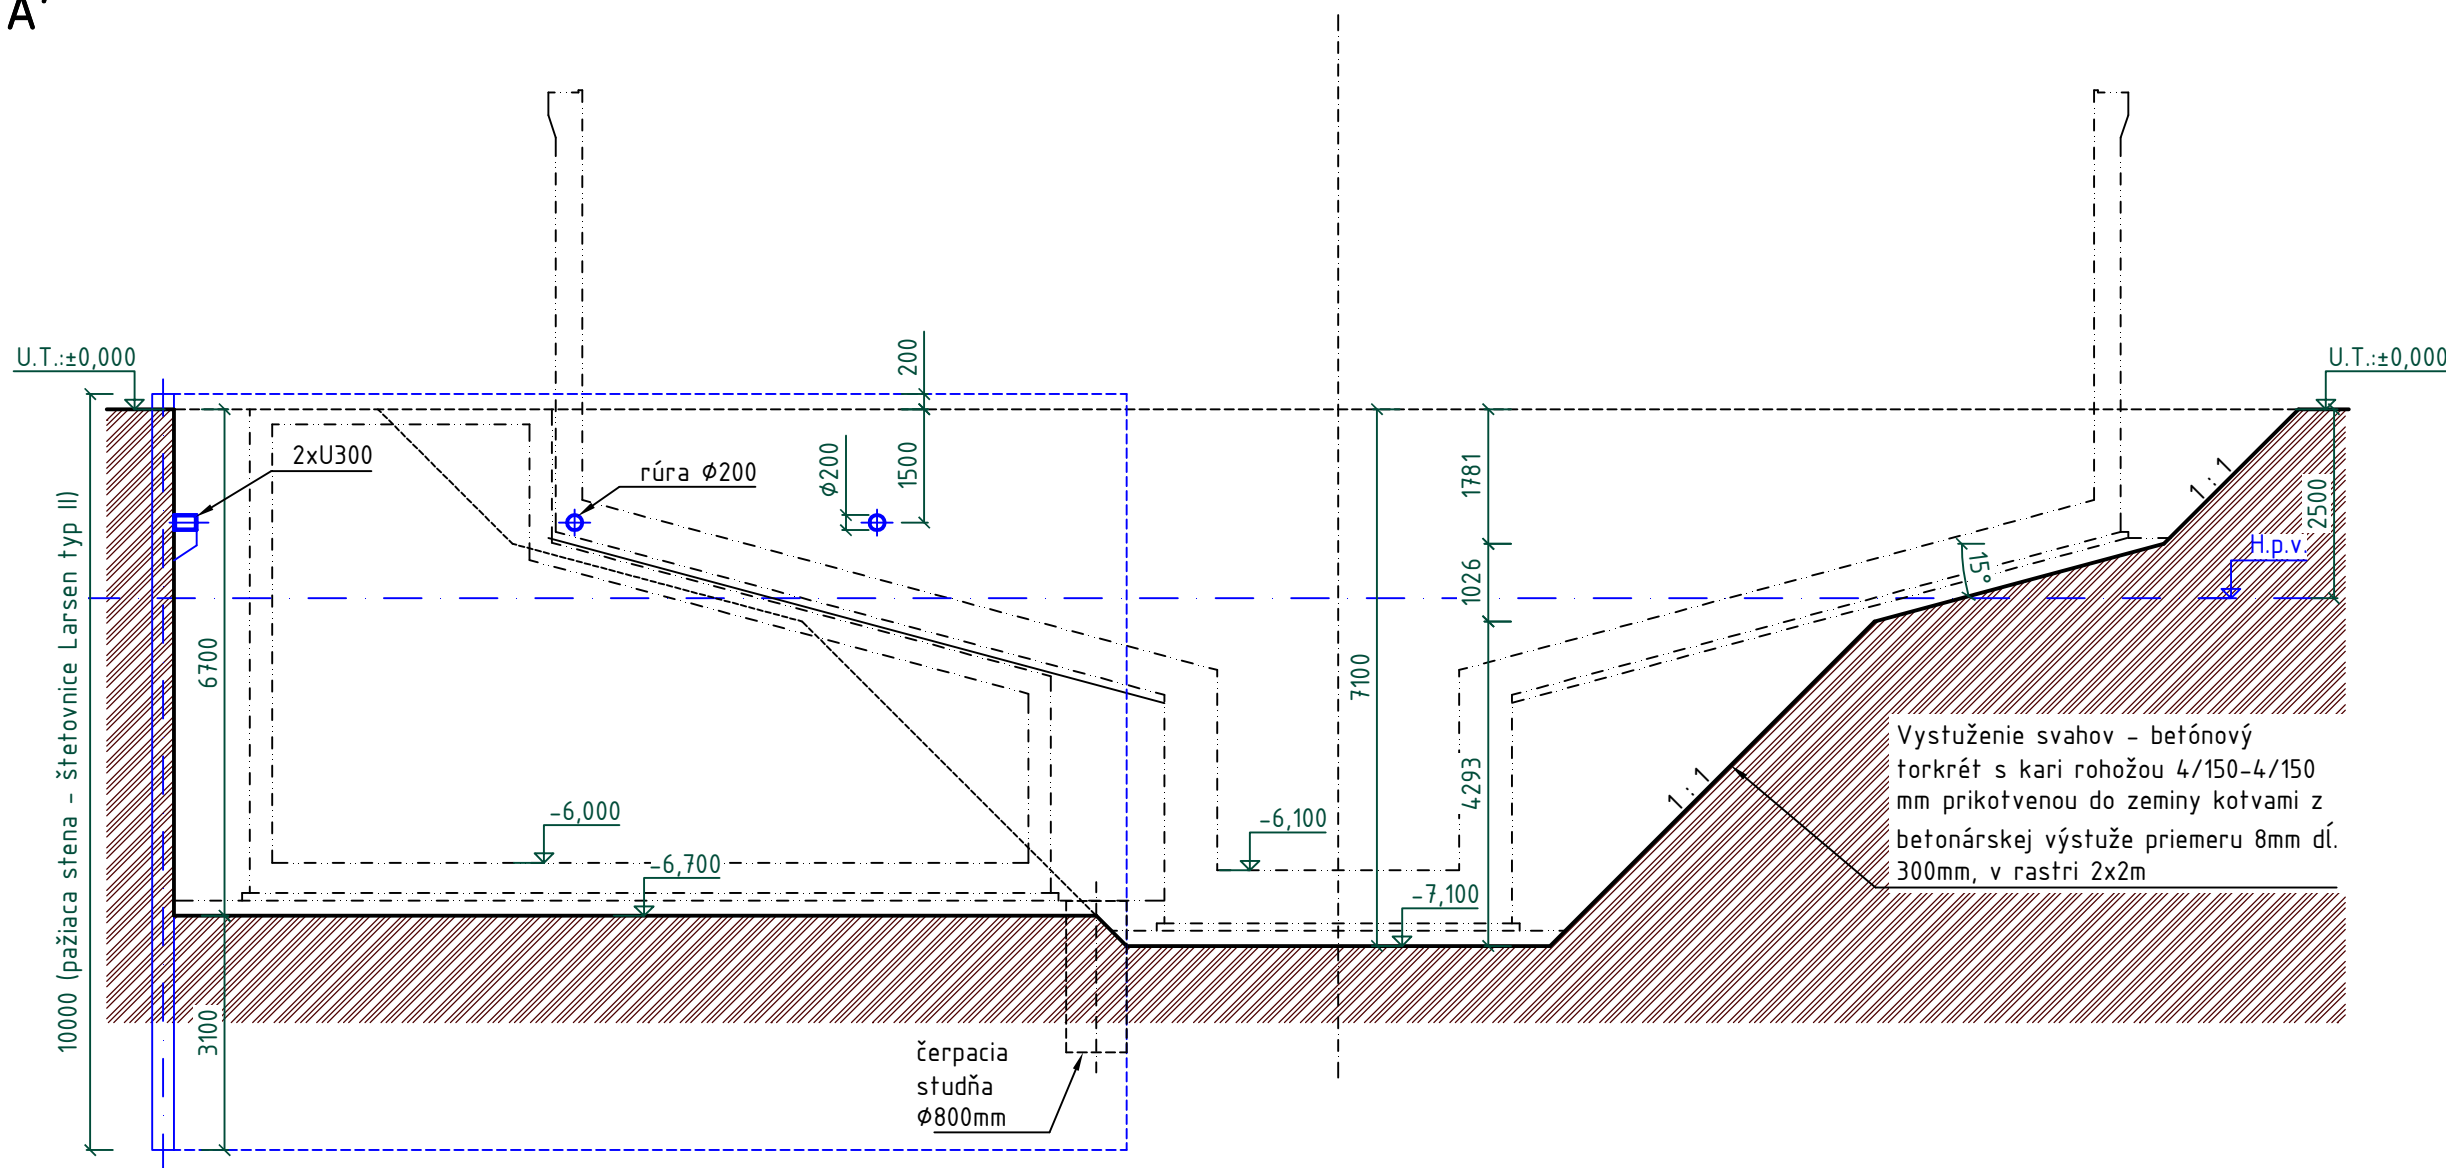 A'
200
U.T.:±0,000
U.T.:±0,000
2xU300
rúra Φ200
Φ200
1500
1781
1:1
2500
H.p.v.
15°
1026
10000 (pažiaca stena - štetovnice Larsen typ II)
6700
7100
4293
1:1
Vystuženie svahov - betónový
torkrét s kari rohožou 4/150-4/150
mm prikotvenou do zeminy kotvami z
betonárskej výstuže priemeru 8mm dĺ.
300mm, v rastri 2x2m
-6,000
-6,100
-6,700
-7,100
3100
čerpacia
studňa
Φ800mm